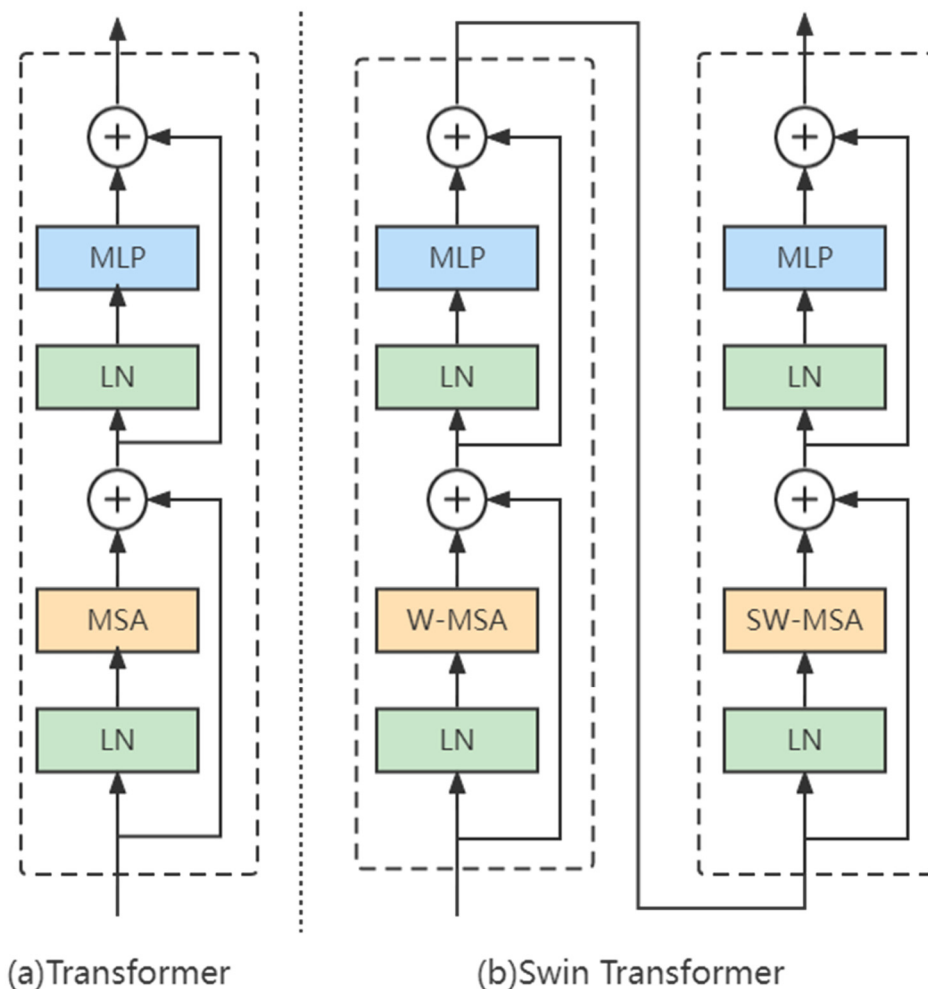 +
MLP
LN
+
MSA
LN
(a)Transformer
+
MLP
LN
+
W-MSA
LN
+
MLP
LN
+
SW-MSA
LN
(b)Swin Transformer